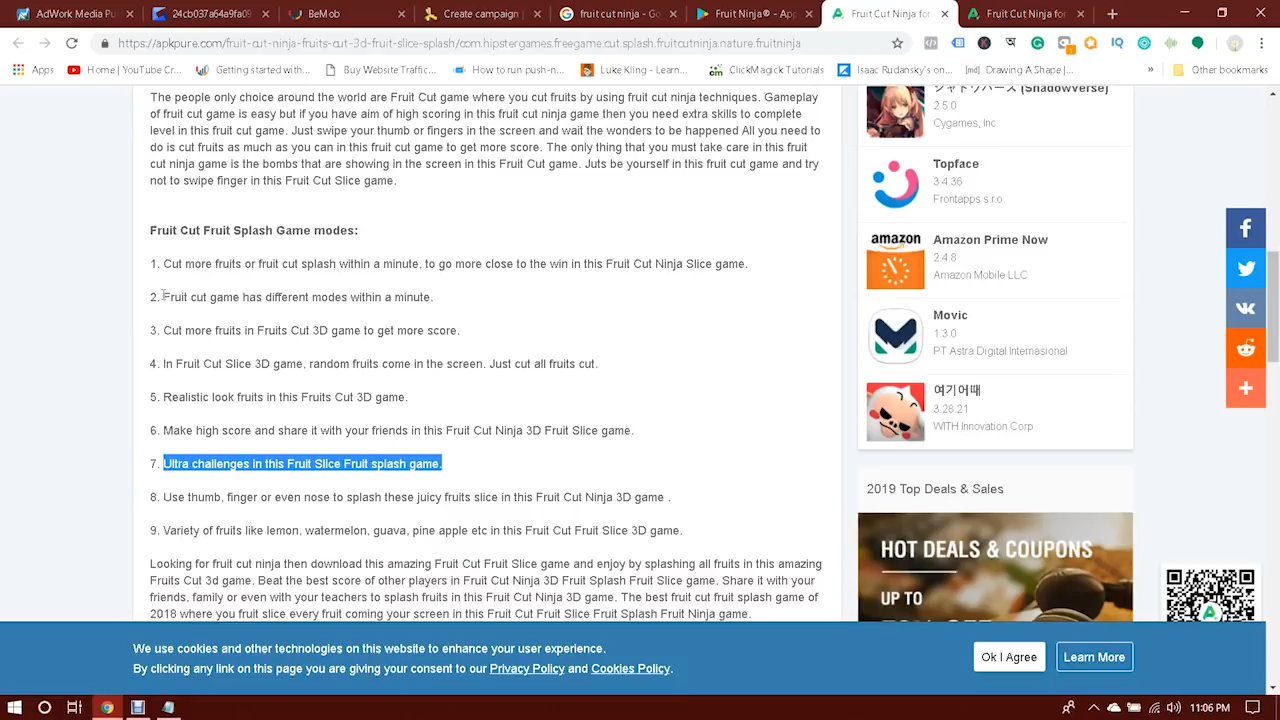 AdWork Media - Pub
24cb037a64a9fa09
BeMob
Create campaign
fruit cut ninja - Go
Fruit Ninja® - App
Fruit Cut Ninja for
Fruit Cut Ninja for
https://apkpure.com/fruit-cut-ninja-fruits-cut-3d-fruit-slice-splash/com.hipstergames.freegame.cut.splash.fruitcutninja.nature.fruitninja
Apps
Home | YouTube Cr...
Getting started with...
Buy Website Traffic...
How to run push-n...
Luke Kling - Learn...
ClickMagick Tutorials
Isaac Rudansky's on...
[md] Drawing A Shape |...
»
Other bookmarks
The people only choice around the world are Fruit Cut game where you cut fruits by using fruit cut ninja techniques. Gameplay
of fruit cut game is easy but if you have aim of high scoring in this fruit cut ninja game then you need extra skills to complete
level in this fruit cut game. Just swipe your thumb or fingers in the screen and wait the wonders to be happened All you need to
do is cut fruits as much as you can in this fruit cut game to get more score. The only thing that you must take care in this fruit
cut ninja game is the bombs that are showing in the screen in this Fruit Cut game. Juts be yourself in this fruit cut game and try
not to swipe finger in this Fruit Cut Slice game.
Fruit Cut Fruit Splash Game modes:
1. Cut more fruits or fruit cut splash within a minute, to go more close to the win in this Fruit Cut Ninja Slice game.
2. Fruit cut game has different modes within a minute.
3. Cut more fruits in Fruits Cut 3D game to get more score.
4. In Fruit Cut Slice 3D game, random fruits come in the screen. Just cut all fruits cut.
5. Realistic look fruits in this Fruits Cut 3D game.
6. Make high score and share it with your friends in this Fruit Cut Ninja 3D Fruit Slice game.
7. Ultra challenges in this Fruit Slice Fruit splash game.
8. Use thumb, finger or even nose to splash these juicy fruits slice in this Fruit Cut Ninja 3D game .
9. Variety of fruits like lemon, watermelon, guava, pine apple etc in this Fruit Cut Fruit Slice 3D game.
Looking for fruit cut ninja then download this amazing Fruit Cut Fruit Slice game and enjoy by splashing all fruits in this amazing
Fruits Cut 3d game. Beat the best score of other players in Fruit Cut Ninja 3D Fruit Splash Fruit Slice game. Share it with your
friends, family or even with your teachers to splash fruits in this Fruit Cut Ninja 3D game. The best fruit cut fruit splash game of
2018 where you fruit slice every fruit coming your screen in this Fruit Cut Fruit Slice Fruit Splash Fruit Ninja game.
シャドウバース (Shadowverse)
2.5.0
Cygames, Inc.
Topface
3.4.36
Frontapps s.r.o.
amazon
Amazon Prime Now
2.4.8
Amazon Mobile LLC
Movic
1.3.0
PT Astra Digital Internasional
여기어때
3.28.21
WITH Innovation Corp.
2019 Top Deals & Sales
HOT DEALS & COUPONS
UP TO
We use cookies and other technologies on this website to enhance your user experience.
By clicking any link on this page you are giving your consent to our Privacy Policy and Cookies Policy.
Ok I Agree
Learn More
11:06 PM